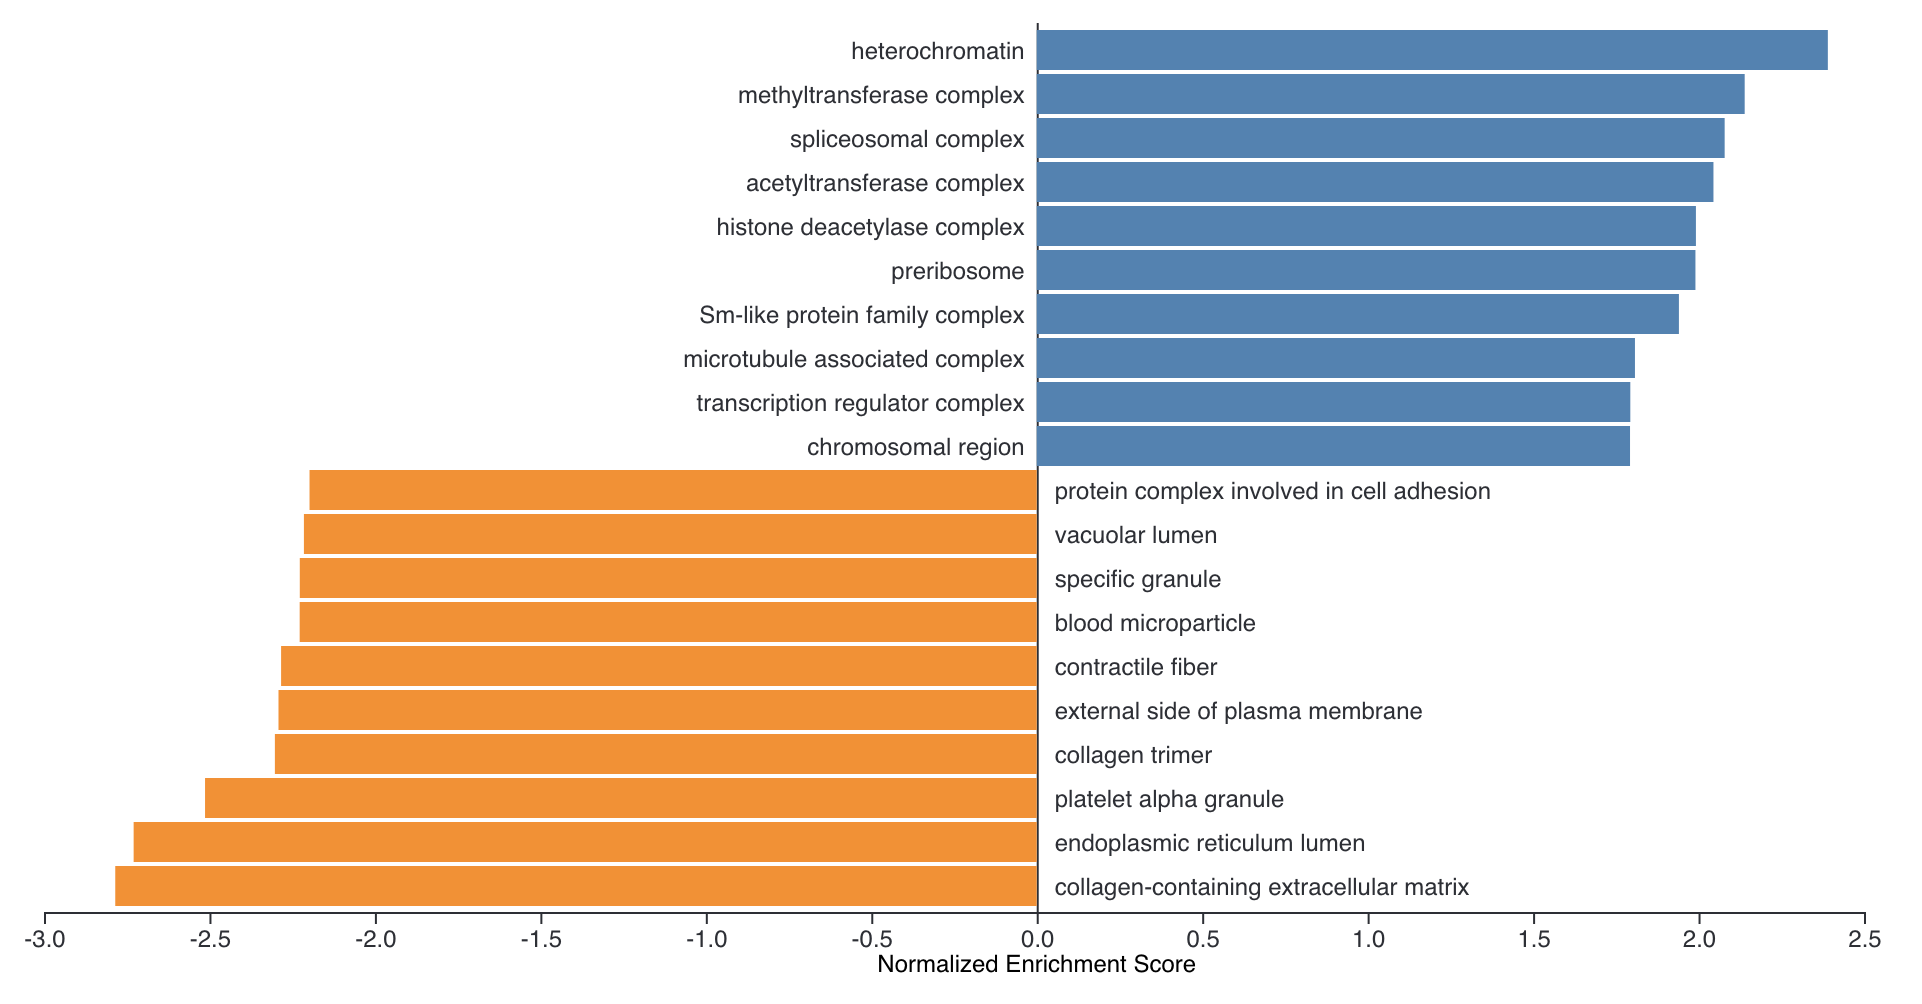 heterochromatin
methyltransferase complex
spliceosomal complex
acetyltransferase complex
histone deacetylase complex
preribosome
Sm-like protein family complex
microtubule associated complex
transcription regulator complex
chromosomal region
protein complex involved in cell adhesion
vacuolar lumen
specific granule
blood microparticle
contractile fiber
external side of plasma membrane
collagen trimer
platelet alpha granule
endoplasmic reticulum lumen
collagen-containing extracellular matrix
-3.0 -2.5 -2.0 -1.5 -1.0 -0.5 0.0 0.5 1.0 1.5 2.0 2.5
Normalized Enrichment Score